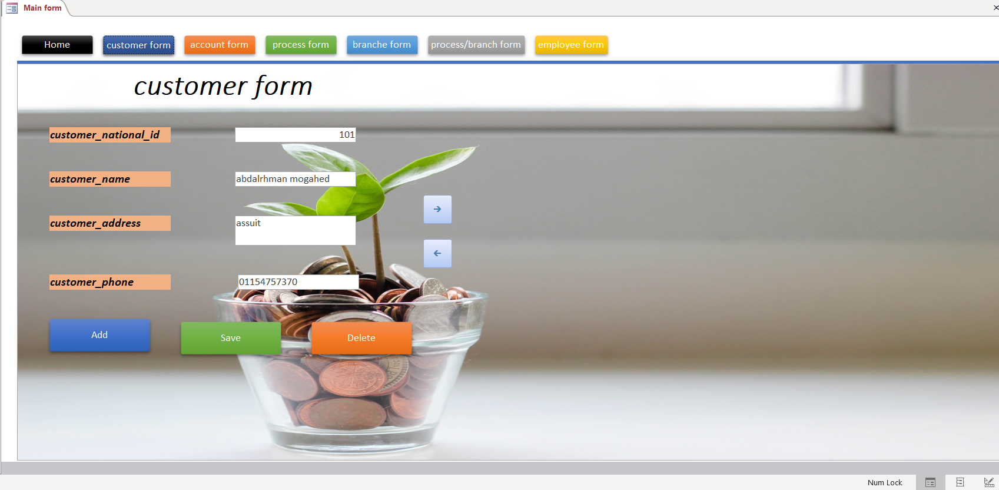 Main form
Home
customer form
account form
process form
branche form
process/branch form
employee form
customer form
customer_national_id
101
customer_name
abdalrhman mogahed
customer_address
assuit
customer_phone
01154757370
Add
Save
Delete
Num Lock